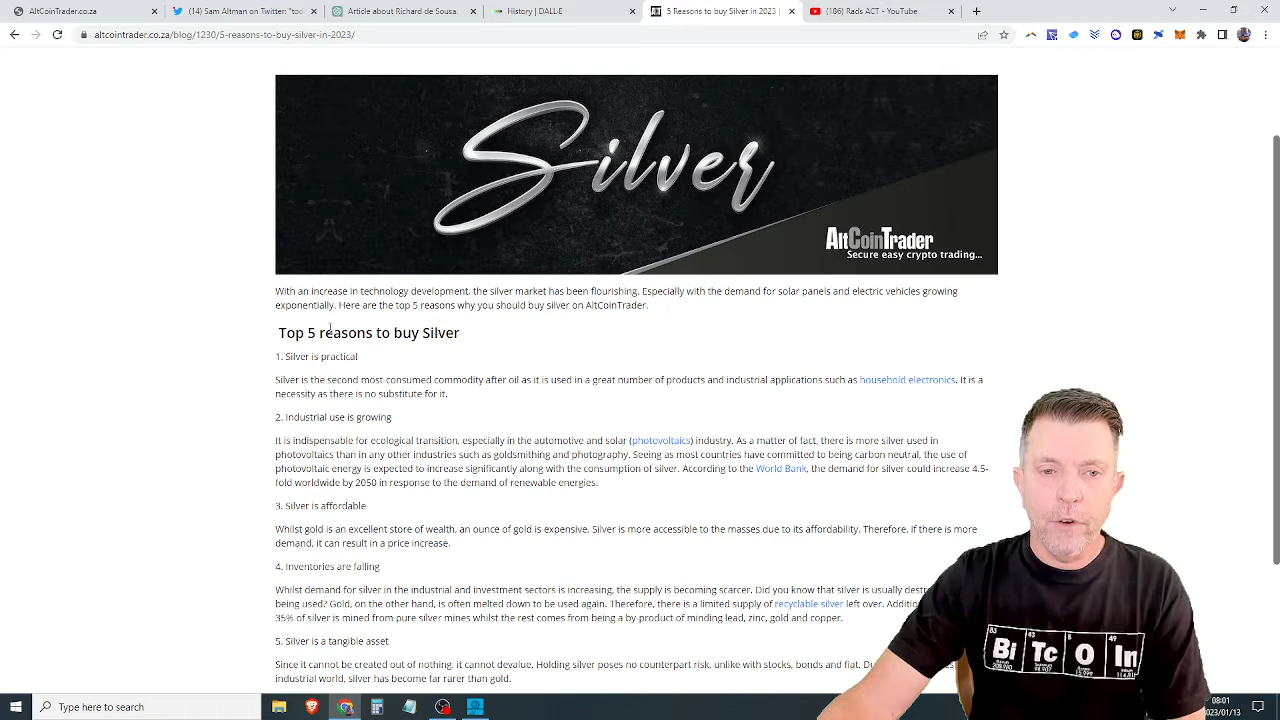 AltCoinTrader.co.za
(14) Sam Altman on Twitter: "tod
Article about Richard de Sousa.
History | DALL·E
5 Reasons to buy Silver in 2023 |
(186) Rads ACT - YouTube
altcointrader.co.za/blog/1230/5-reasons-to-buy-silver-in-2023/
Silver
AltCoinTrader
Secure easy crypto trading...
With an increase in technology development, the silver market has been flourishing. Especially with the demand for solar panels and electric vehicles growing
exponentially. Here are the top 5 reasons why you should buy silver on AltCoinTrader.
Top 5 reasons to buy Silver
1. Silver is practical
Silver is the second most-consumed commodity after oil as it is used in a great number of products and industrial applications such as household electronics. It is a
necessity as there is no substitute for it.
2. Industrial use is growing
It is indispensable for ecological transition, especially in the automotive and solar (photovoltaics) industry. As a matter of fact, there is more silver used in
photovoltaics than in any other industries such as goldsmithing and photography. Seeing as most countries have committed to being carbon neutral, the use of
photovoltaic energy is expected to increase significantly along with the consumption of silver. According to the World Bank, the demand for silver could increase 4.5-
fold worldwide by 2050 in response to the demand of renewable energies.
3. Silver is affordable
Whilst gold is an excellent store of wealth, an ounce of gold is expensive. Silver is more accessible to the masses due to its affordability. Therefore, if there is more
demand, it can result in a price increase.
4. Inventories are falling
Whilst demand for silver in the industrial and investment sectors is increasing, the supply is becoming scarcer. Did you know that silver is usually destr
being used? Gold, on the other hand, is often melted down to be used again. Therefore, there is a limited supply of recyclable silver left over. Additio
35% of silver is mined from pure silver mines whilst the rest comes from being a by-product of minding lead, zinc, gold and copper.
5. Silver is a tangible asset
Since it cannot be created out of nothing, it cannot devalue. Holding silver poses no counterpart risk, unlike with stocks, bonds and fiat. Du
industrial world, silver has become far rarer than gold.
83 43 8 49
Bi Tc O In
208.980 98.907 15.999 114.818
Type here to search
08:01
2023/01/13